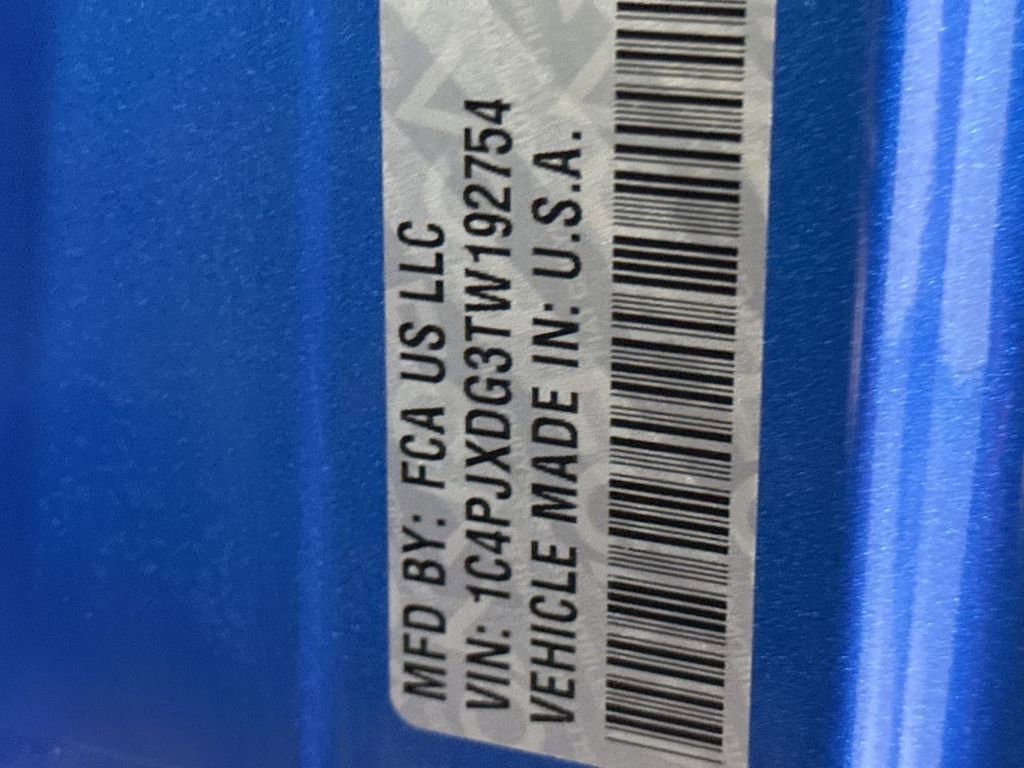 MFD BY: FCA US LLC
VIN: 1C4PJXDG3TW192754
VEHICLE MADE IN: U.S.A.